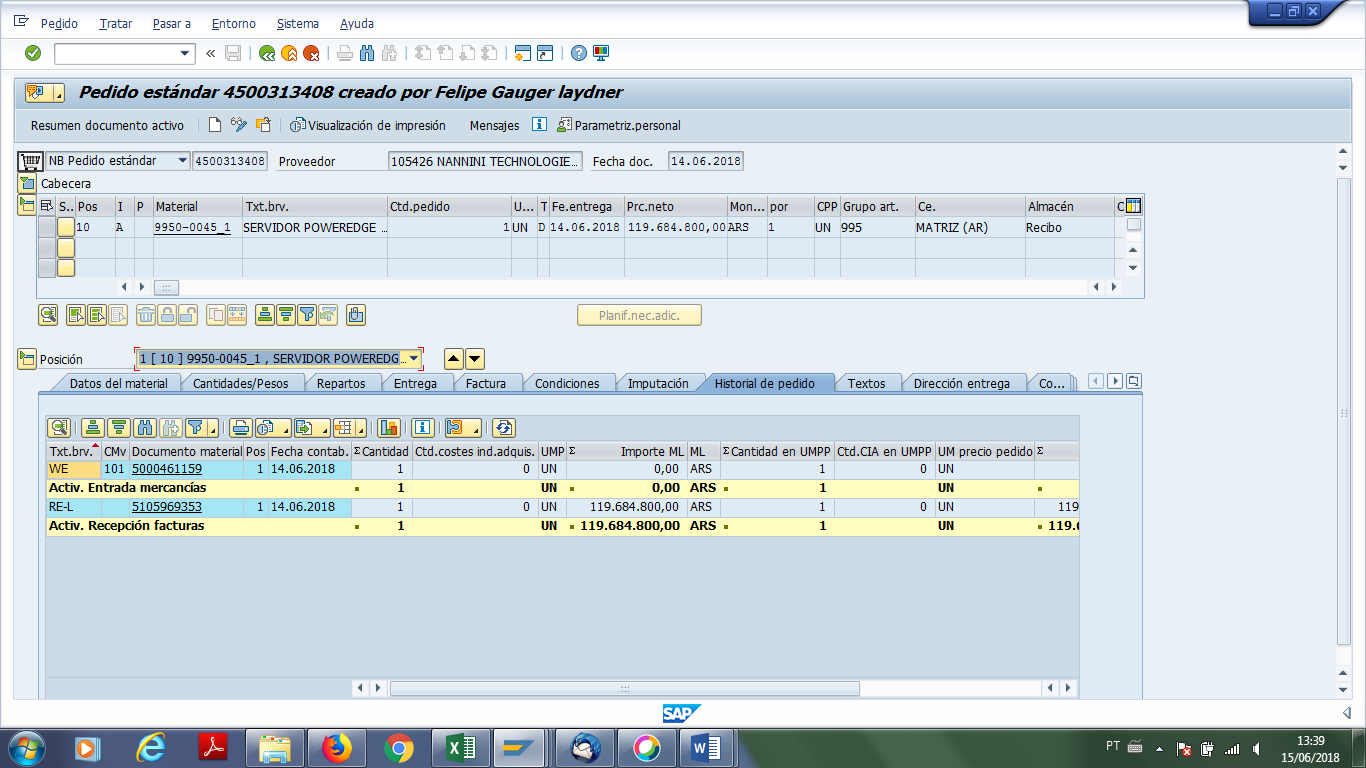 Pedido Tratar Pasar a Entorno Sistema Ayuda
Pedido estándar 4500313408 creado por Felipe Gauger laydner
Resumen documento activo Visualización de impresión Mensajes Parametriz.personal
NB Pedido estándar 4500313408 Proveedor 105426 NANNINI TECHNOLOGIE... Fecha doc. 14.06.2018
Cabecera
S.. Pos I P Material Txt.brv. Ctd.pedido U... T Fe.entrega Prc.neto Mon... por CPP Grupo art. Ce. Almacén C
10 A 9950-0045_1 SERVIDOR POWEREDGE ... 1 UN D 14.06.2018 119.684.800,00 ARS 1 UN 995 MATRIZ (AR) Recibo
Planif.nec.adic.
Posición 1 [ 10 ] 9950-0045_1 , SERVIDOR POWEREDG...
Datos del material Cantidades/Pesos Repartos Entrega Factura Condiciones Imputación Historial de pedido Textos Dirección entrega Co...
Txt.brv. CMv Documento material Pos Fecha contab. Σ Cantidad Ctd.costes ind.adquis. UMP Σ Importe ML ML Σ Cantidad en UMPP Ctd.CIA en UMPP UM precio pedido Σ
WE 101 5000461159 1 14.06.2018 1 0 UN 0,00 ARS 1 0 UN
Activ. Entrada mercancías 1 UN 0,00 ARS 1 UN
RE-L 5105969353 1 14.06.2018 1 0 UN 119.684.800,00 ARS 1 0 UN 119
Activ. Recepción facturas 1 UN 119.684.800,00 ARS 1 UN 119.
SAP
PT 13:39
15/06/2018